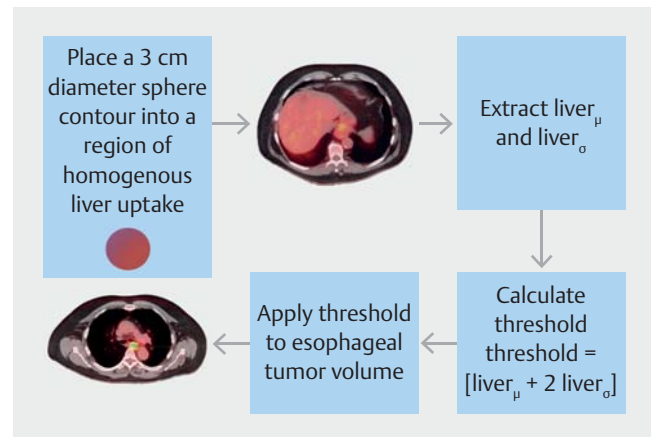 Place a 3 cm
diameter sphere
contour into a
region of
homogenous
liver uptake
Extract liverμ
and liverσ
Calculate
threshold
threshold =
[liverμ + 2 liverσ]
Apply threshold
to esophageal
tumor volume